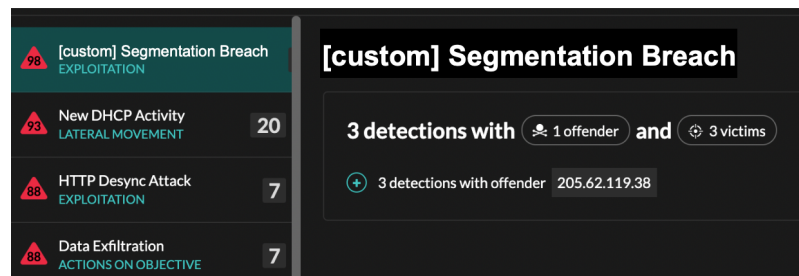 98
[custom] Segmentation Breach
EXPLOITATION
93
New DHCP Activity
LATERAL MOVEMENT
20
88
HTTP Desync Attack
EXPLOITATION
7
88
Data Exfiltration
ACTIONS ON OBJECTIVE
7
[custom] Segmentation Breach
3 detections with 1 offender and 3 victims
3 detections with offender 205.62.119.38